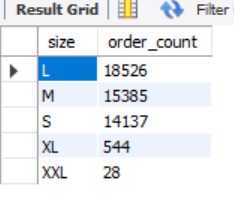 Result Grid Filter
size order_count
L 18526
M 15385
S 14137
XL 544
XXL 28